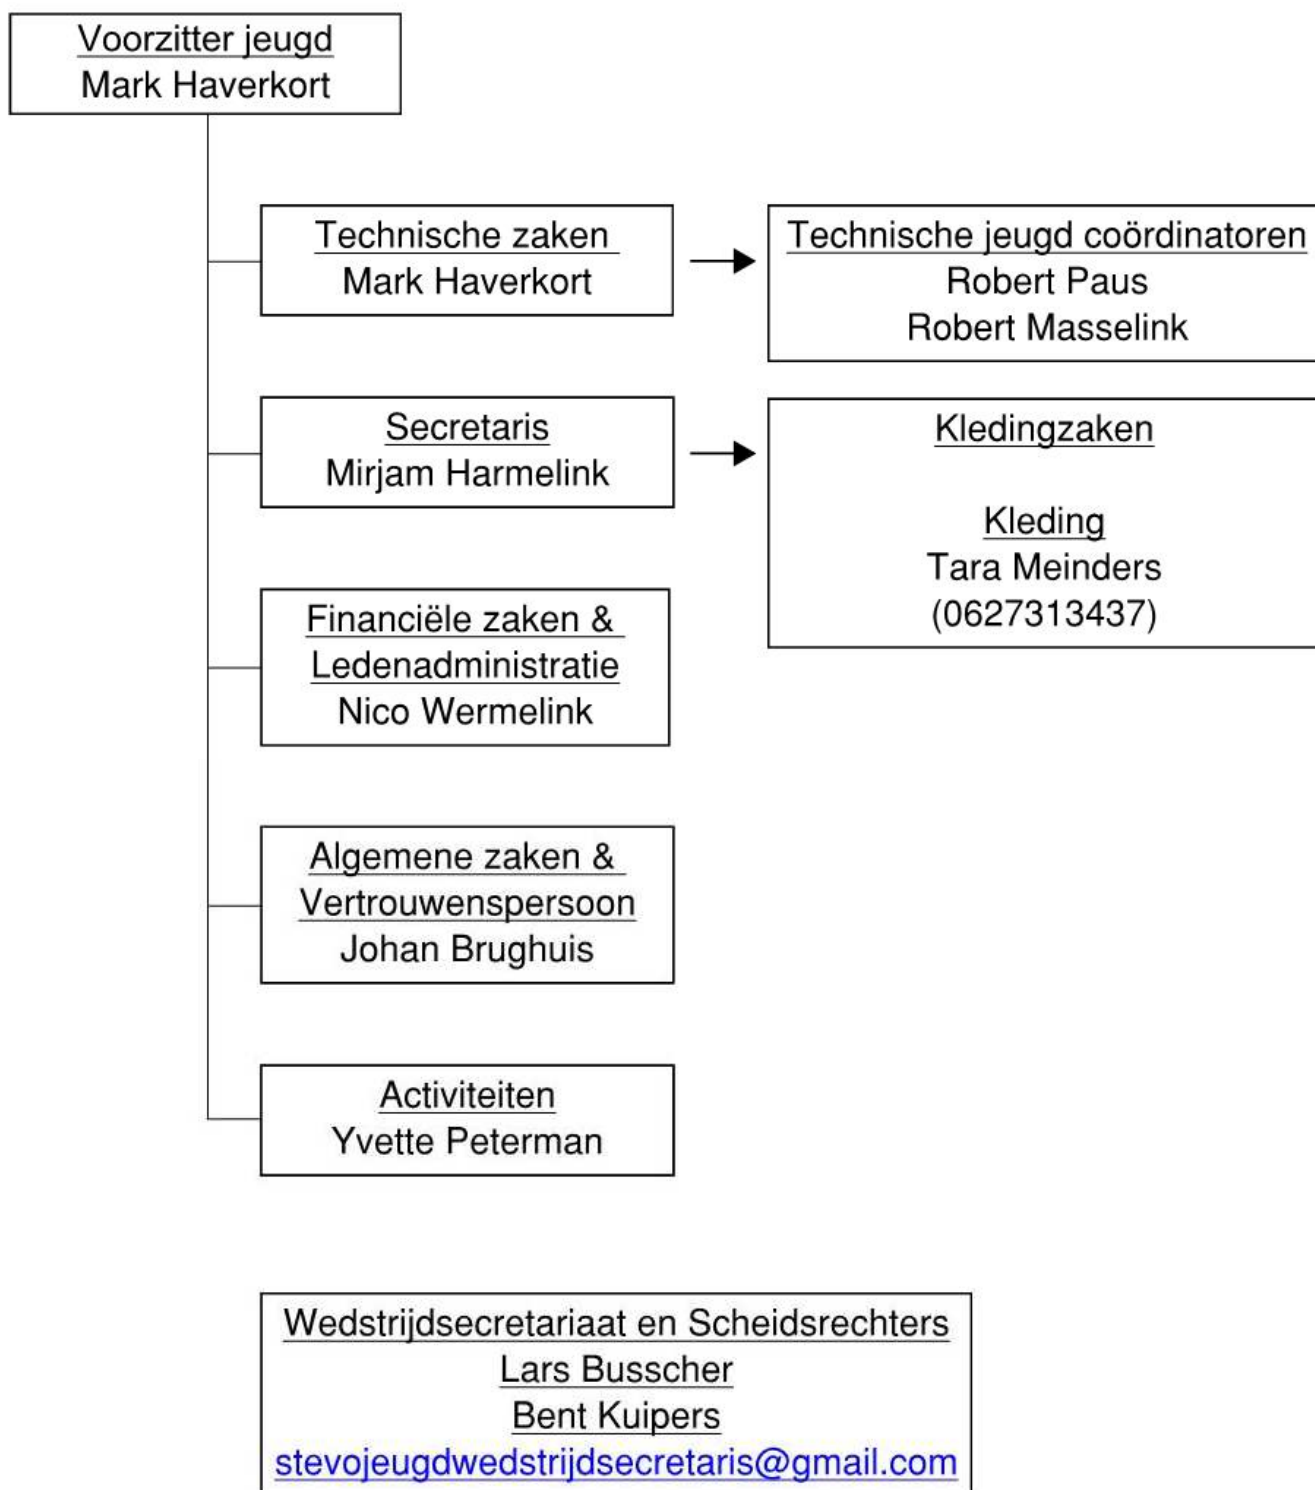 Voorzitter jeugd
Mark Haverkort
Technische zaken
Mark Haverkort
Technische jeugd coördinatoren
Robert Paus
Robert Masselink
Secretaris
Mirjam Harmelink
Kledingzaken
Kleding
Tara Meinders
(0627313437)
Financiële zaken &
Ledenadministratie
Nico Wermelink
Algemene zaken &
Vertrouwenspersoon
Johan Brughuis
Activiteiten
Yvette Peterman
Wedstrijdsecretariaat en Scheidsrechters
Lars Busscher
Bent Kuipers
stevojeugdwedstrijdsecretaris@gmail.com